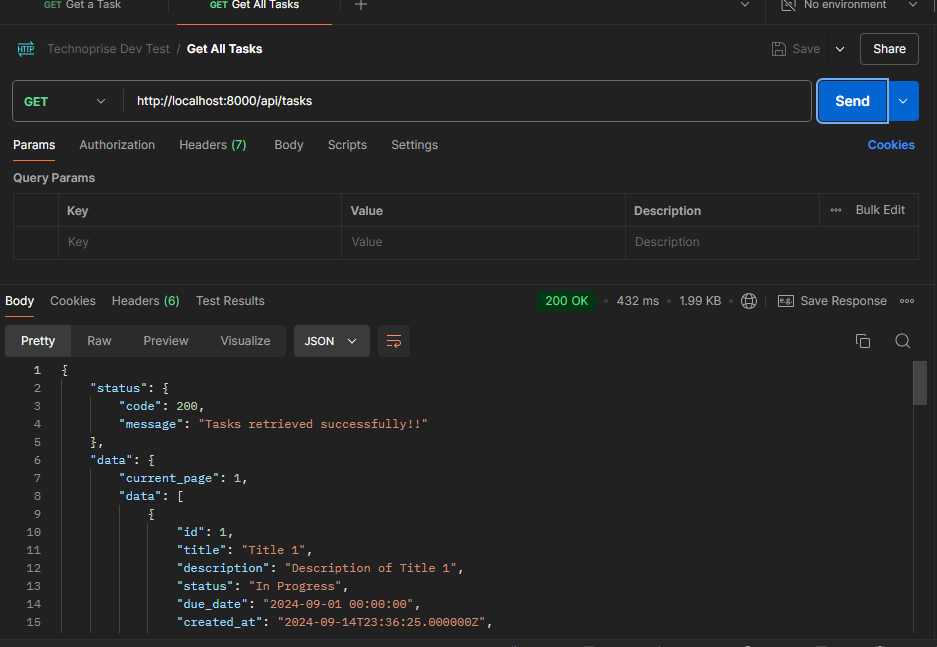 GET Get a Task GET Get All Tasks No environment
HTTP Technoprise Dev Test / Get All Tasks Save Share
GET http://localhost:8000/api/tasks Send
Params Authorization Headers (7) Body Scripts Settings Cookies
Query Params
Key Value Description Bulk Edit
Key Value Description
Body Cookies Headers (6) Test Results 200 OK 432 ms 1.99 KB e.g. Save Response
Pretty Raw Preview Visualize JSON
1 {
2 "status": {
3 "code": 200,
4 "message": "Tasks retrieved successfully!!"
5 },
6 "data": {
7 "current_page": 1,
8 "data": [
9 {
10 "id": 1,
11 "title": "Title 1",
12 "description": "Description of Title 1",
13 "status": "In Progress",
14 "due_date": "2024-09-01 00:00:00",
15 "created_at": "2024-09-14T23:36:25.000000Z",